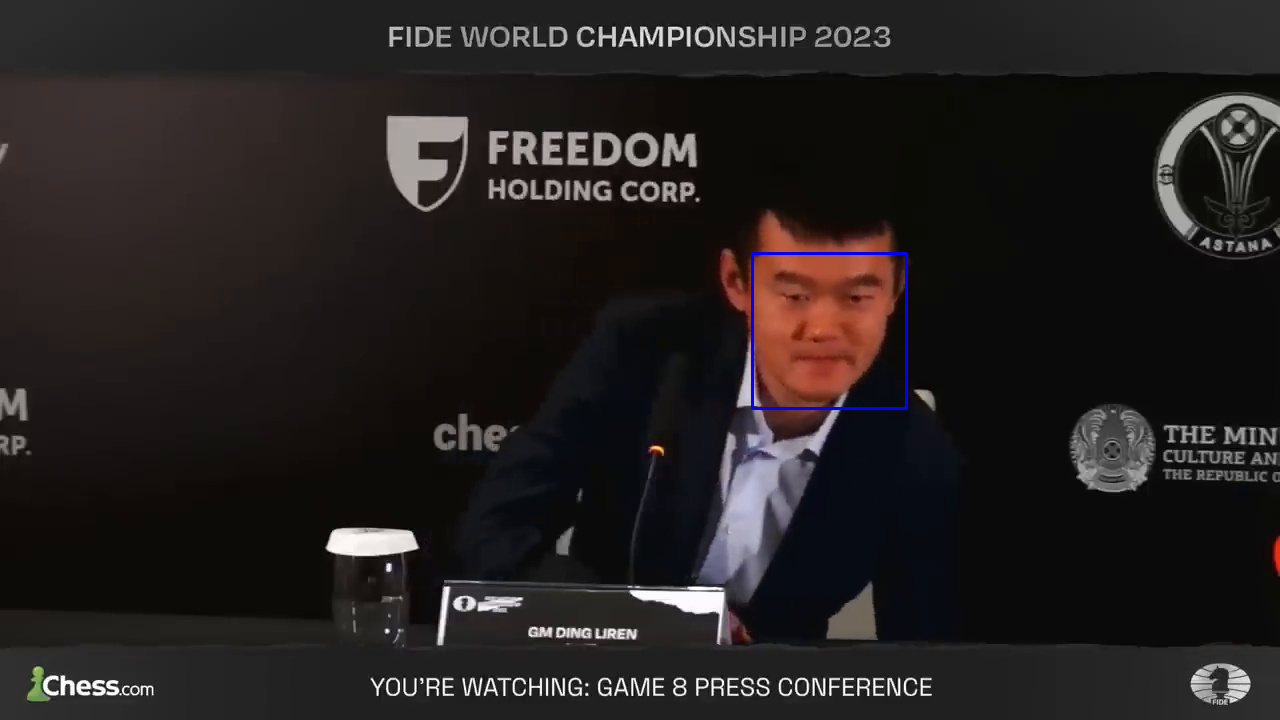 FIDE WORLD CHAMPIONSHIP 2023
FREEDOM
HOLDING CORP.
ASTANA
M
RP.
che
THE MIN
CULTURE AN
THE REPUBLIC O
GM DING LIREN
Chess.com
YOU'RE WATCHING: GAME 8 PRESS CONFERENCE
FIDE